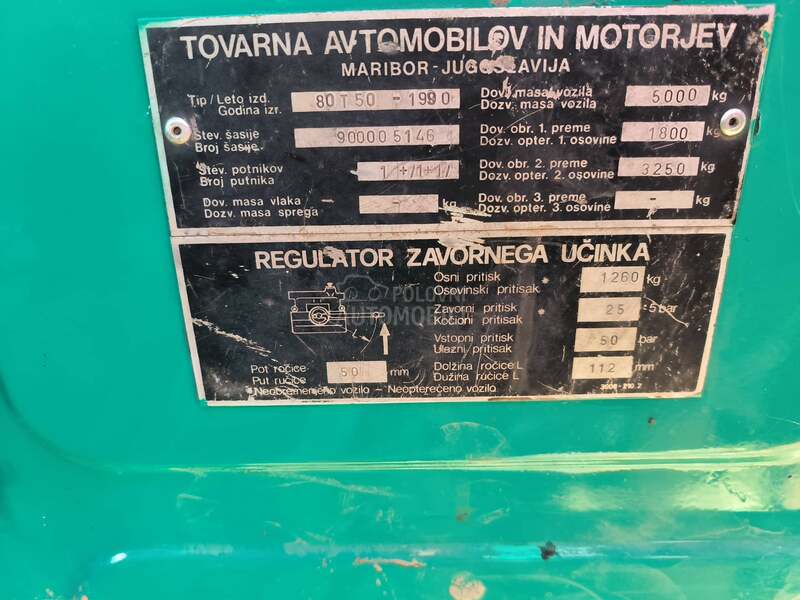 TOVARNA AVTOMOBILOV IN MOTORJEV
MARIBOR-JUGOSLAVIJA
Tip/Leto izd. 80T50-1990
Godina izr.
Štev. šasije 90000 5146
Broj šasije
Štev. potnikov 1 1+/1+1/
Broj putnika
Dov. masa vlaka - kg
Dozv. masa sprega
Dov. masa vozila 5000 kg
Dozv. masa vozila
Dov. obr. 1. preme 1800 kg
Dozv. opter. 1. osovine
Dov. obr. 2. preme 3250 kg
Dozv. opter. 2. osovine
Dov. obr. 3. preme - kg
Dozv. opter. 3. osovine
REGULATOR ZAVORNEGA UČINKA
Osni pritisk 1260 kg
Osovinski pritisak
Zavorni pritisk 25 ±5 bar
Kočioni pritisak
Vstopni pritisk 50 bar
Ulazni pritisak
Pot ročice 50 mm
Put ručice
Dolžina ročice L 112 mm
Dužina ručice L
Neobremenjeno vozilo - Neopterećeno vozilo
POLOVNI
AUTOMOBILI